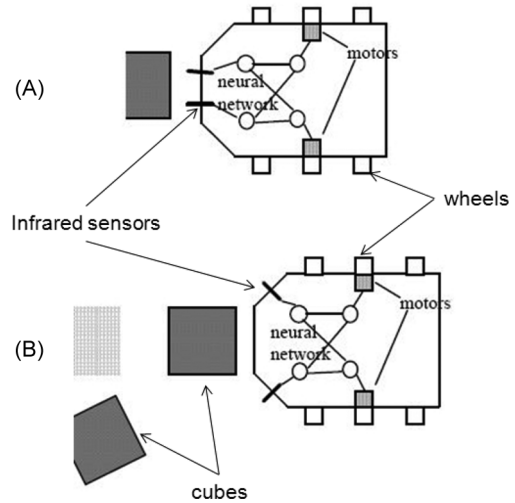 (A)
neural
network
motors
Infrared sensors
wheels
(B)
neural
network
motors
cubes